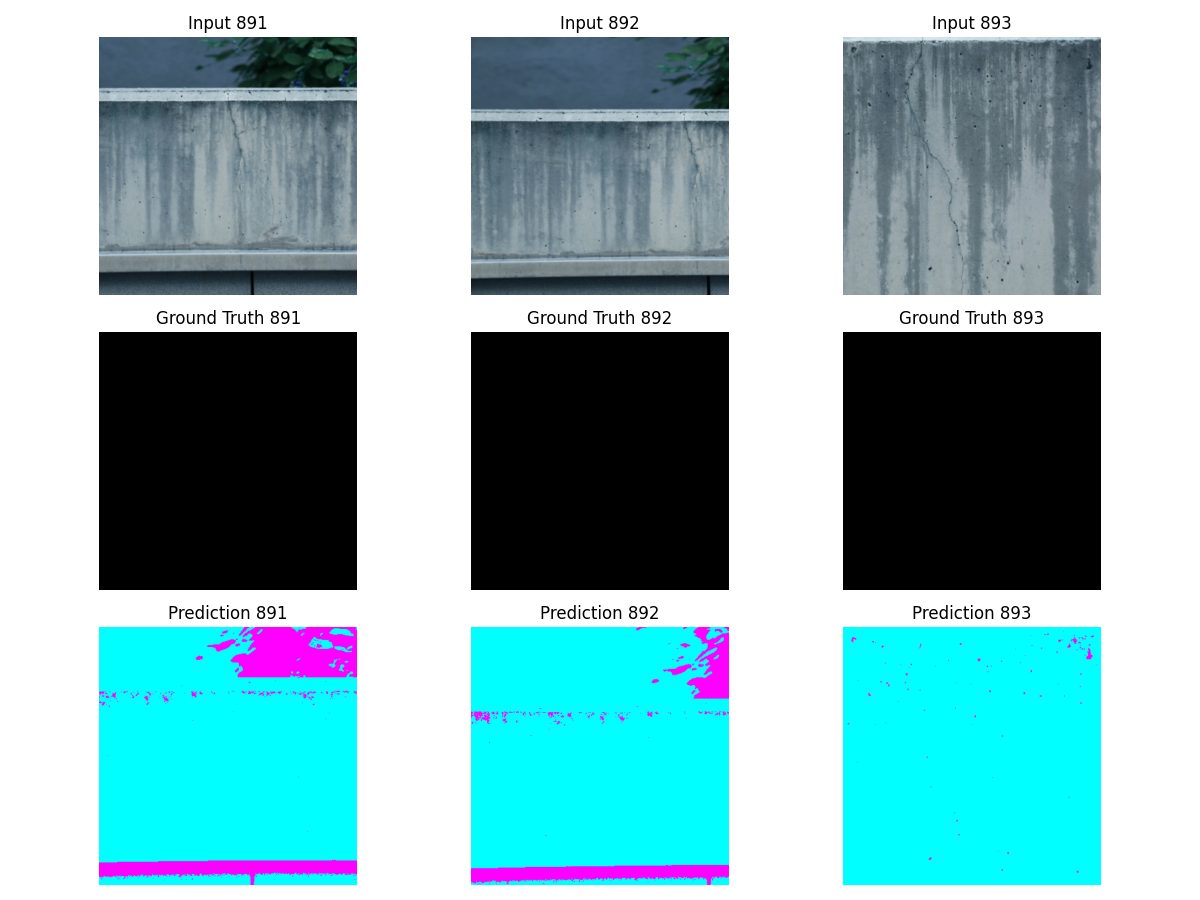 Input 891
Input 892
Input 893
Ground Truth 891
Ground Truth 892
Ground Truth 893
Prediction 891
Prediction 892
Prediction 893